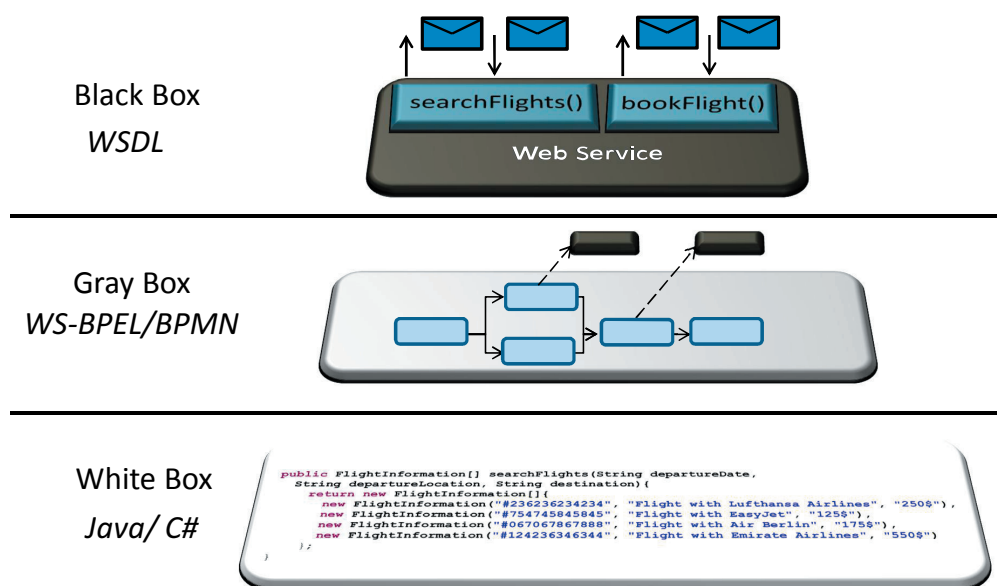 Black Box
WSDL
searchFlights()
bookFlight()
Web Service
Gray Box
WS-BPEL/BPMN
White Box
Java/ C#
public FlightInformation[] searchFlights(String departureDate,
String departureLocation, String destination){
return new FlightInformation[]{
new FlightInformation("#236236234234", "Flight with Lufthansa Airlines", "250$"),
new FlightInformation("#754745845845", "Flight with EasyJet", "125$"),
new FlightInformation("#067067867888", "Flight with Air Berlin", "175$"),
new FlightInformation("#124236346344", "Flight with Emirate Airlines", "550$")
};
}